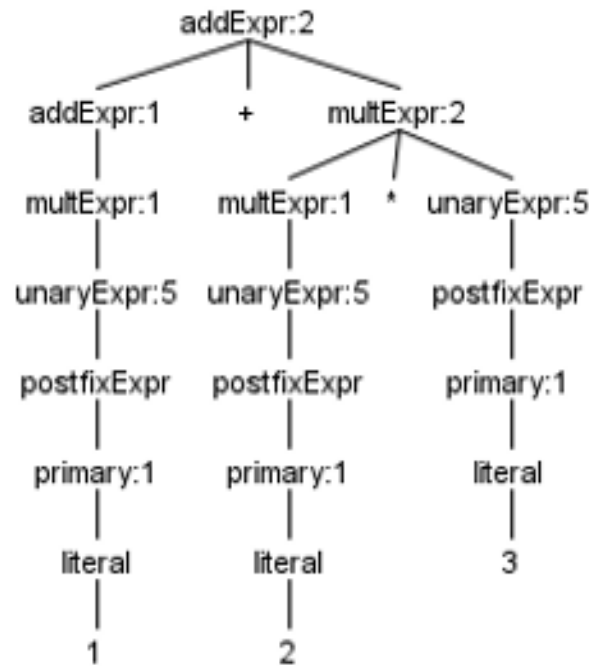 addExpr:2
addExpr:1 + multExpr:2
multExpr:1 multExpr:1 * unaryExpr:5
unaryExpr:5 unaryExpr:5 postfixExpr
postfixExpr postfixExpr primary:1
primary:1 primary:1 literal
literal literal 3
1 2